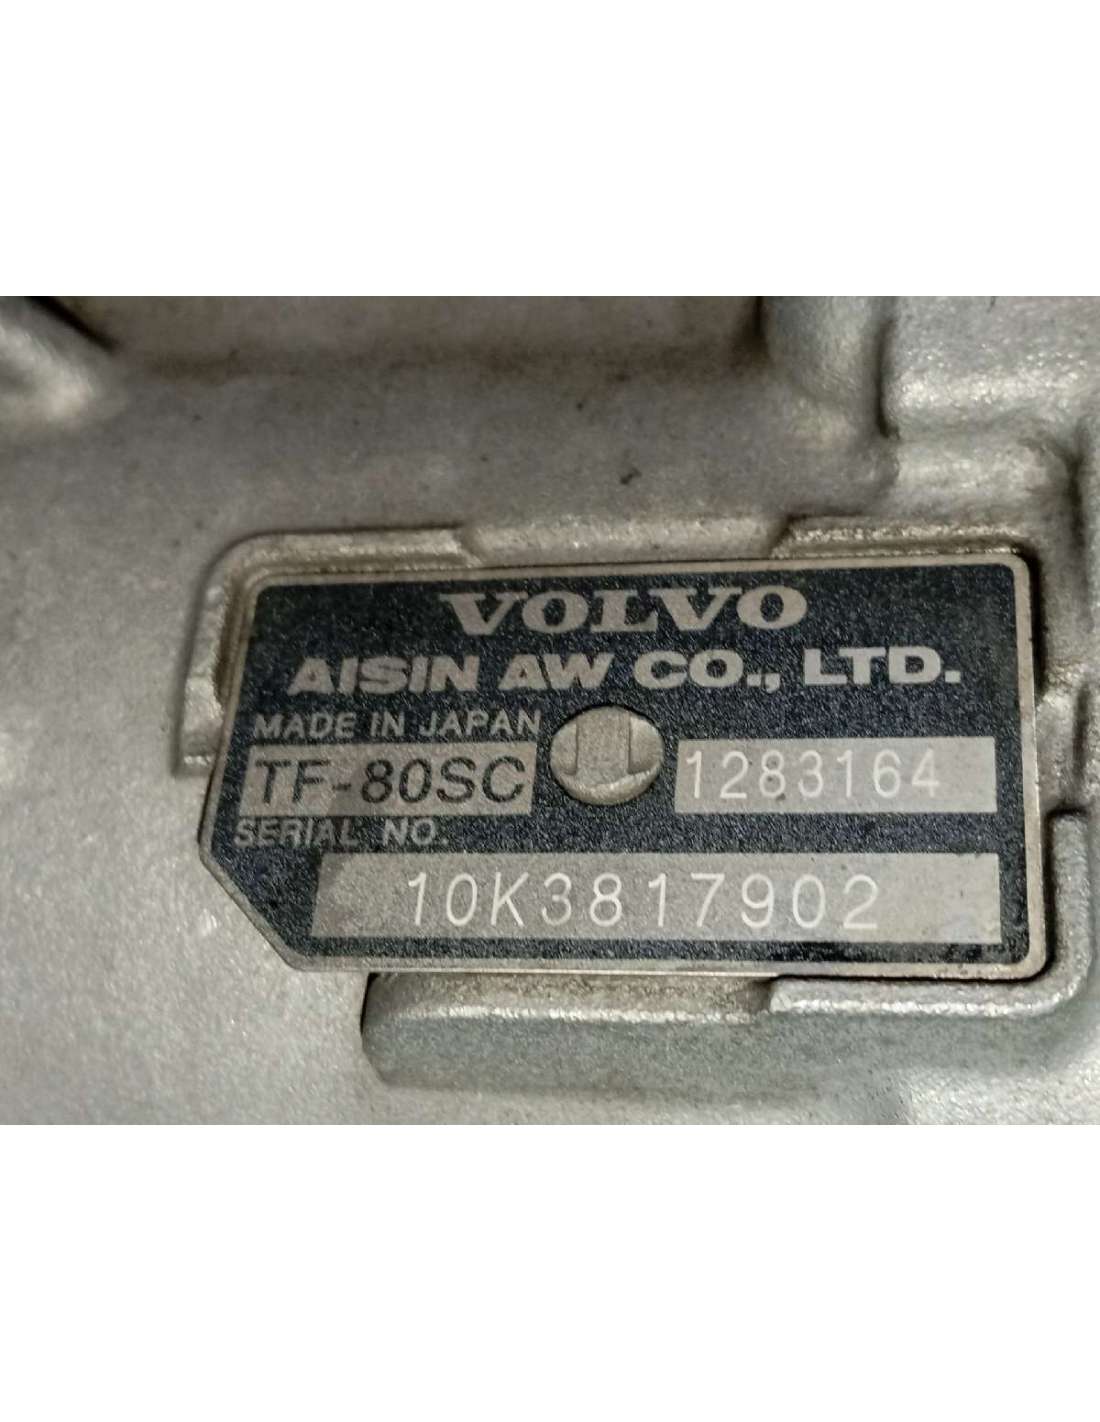 VOLVO
AISIN AW CO., LTD.
MADE IN JAPAN
TF-80SC 1283164
SERIAL NO.
10K3817902